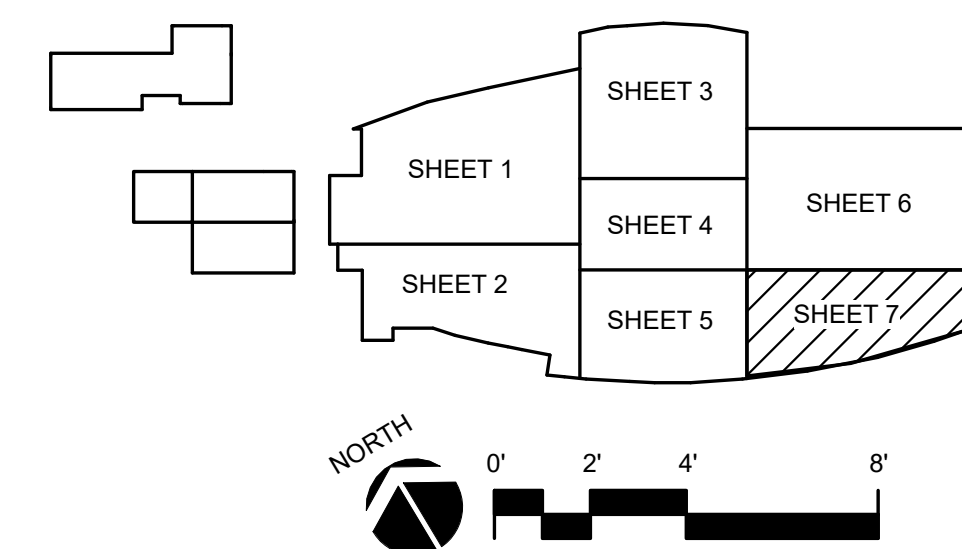 SHEET 3
SHEET 1
SHEET 6
SHEET 4
SHEET 2
SHEET 7
SHEET 5
NORTH
0' 2' 4' 8'